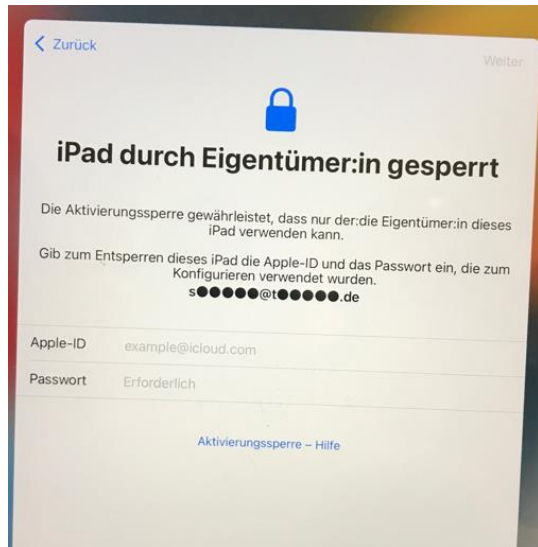 Zurück
Weiter
iPad durch Eigentümer:in gesperrt
Die Aktivierungssperre gewährleistet, dass nur der:die Eigentümer:in dieses
iPad verwenden kann.
Gib zum Entsperren dieses iPad die Apple-ID und das Passwort ein, die zum
Konfigurieren verwendet wurden.
s●●●●●@t●●●●●.de
Apple-ID example@icloud.com
Passwort Erforderlich
Aktivierungssperre – Hilfe